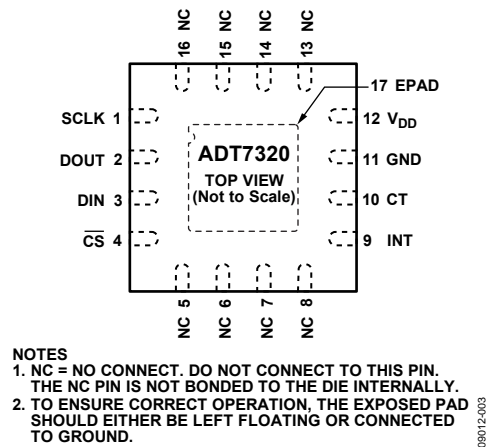 16 NC
15 NC
14 NC
13 NC
17 EPAD
SCLK 1
12 VDD
DOUT 2
ADT7320
11 GND
TOP VIEW
(Not to Scale)
DIN 3
10 CT
CS 4
9 INT
NC 5
NC 6
NC 7
NC 8
NOTES
1. NC = NO CONNECT. DO NOT CONNECT TO THIS PIN.
THE NC PIN IS NOT BONDED TO THE DIE INTERNALLY.
2. TO ENSURE CORRECT OPERATION, THE EXPOSED PAD
SHOULD EITHER BE LEFT FLOATING OR CONNECTED
TO GROUND.
09012-003